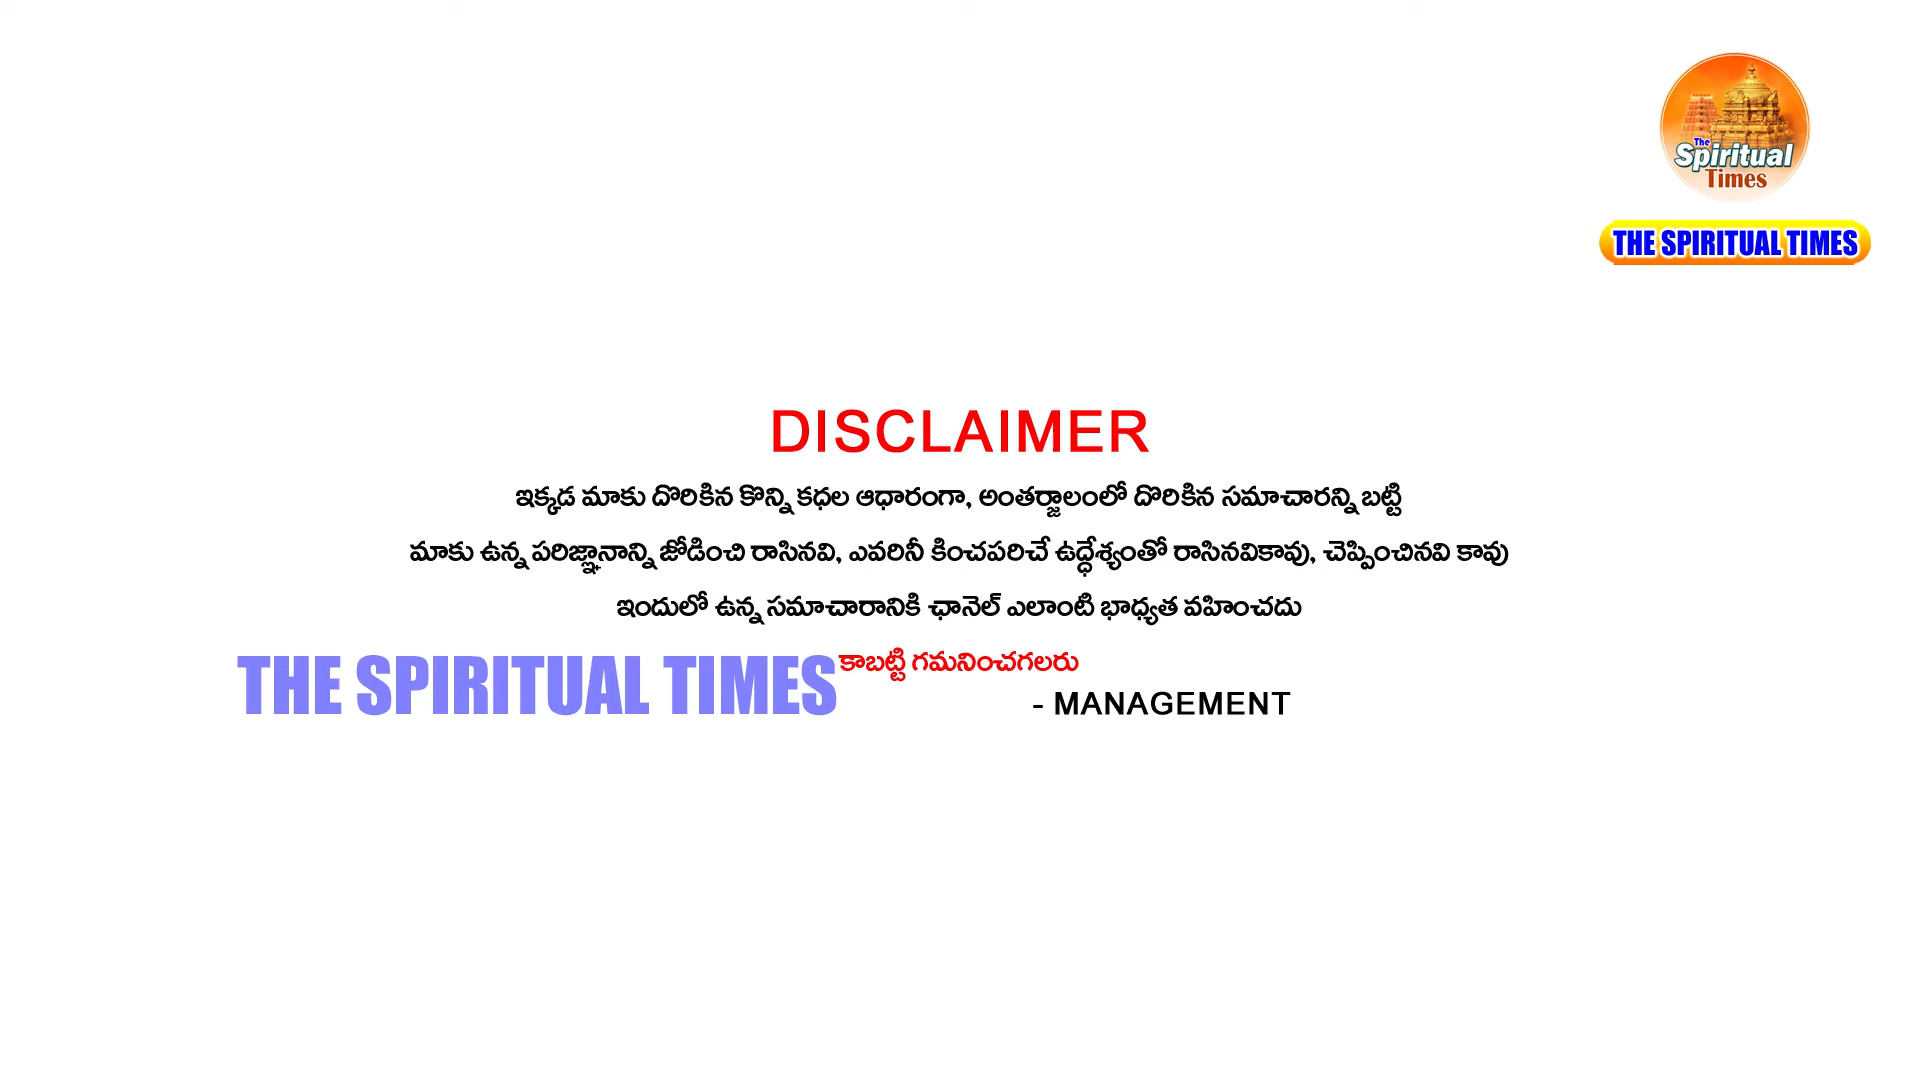 The
Spiritual
Times
THE SPIRITUAL TIMES
DISCLAIMER
ఇక్కడ మాకు దొరికిన కొన్ని కధల ఆధారంగా, అంతర్జాలంలో దొరికిన సమాచారన్ని బట్టి
మాకు ఉన్న పరిజ్ఞానాన్ని జోడించి రాసినవి, ఎవరినీ కించపరిచే ఉద్ధేశ్యంతో రాసినవికావు, చెప్పించినవి కావు
ఇందులో ఉన్న సమాచారానికి ఛానెల్ ఎలాంటి భాధ్యత వహించదు
కాబట్టి గమనించగలరు
THE SPIRITUAL TIMES
- MANAGEMENT